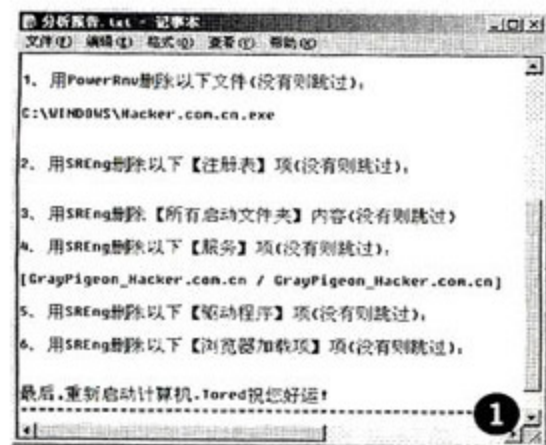 分析报告.txt - 记事本
文件(F) 编辑(E) 格式(O) 查看(V) 帮助(H)
1、用PowerRmv删除以下文件(没有则跳过)，
C:\WINDOWS\Hacker.com.cn.exe
2、用SREng删除以下【注册表】项(没有则跳过)，
3、用SREng删除【所有启动文件夹】内容(没有则跳过)
4、用SREng删除以下【服务】项(没有则跳过)，
[GrayPigeon_Hacker.com.cn / GrayPigeon_Hacker.com.cn]
5、用SREng删除以下【驱动程序】项(没有则跳过)，
6、用SREng删除以下【浏览器加载项】项(没有则跳过)，
最后，重新启动计算机，Tored祝您好运!
1